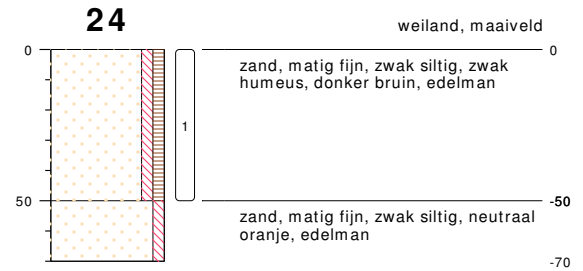 24
weiland, maaiveld
0
0
zand, matig fijn, zwak siltig, zwak
humeus, donker bruin, edelman
1
50
-50
zand, matig fijn, zwak siltig, neutraal
oranje, edelman
-70